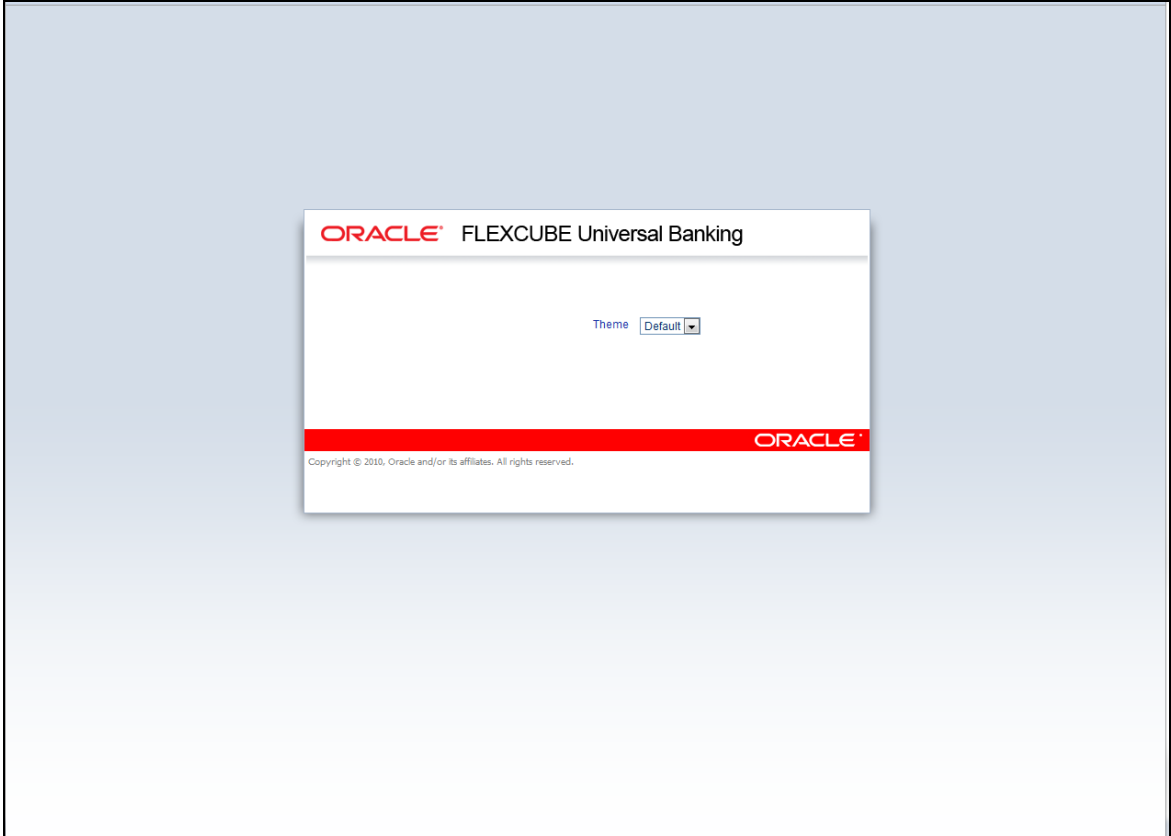 ORACLE® FLEXCUBE Universal Banking
Theme Default
ORACLE
Copyright © 2010, Oracle and/or its affiliates. All rights reserved.